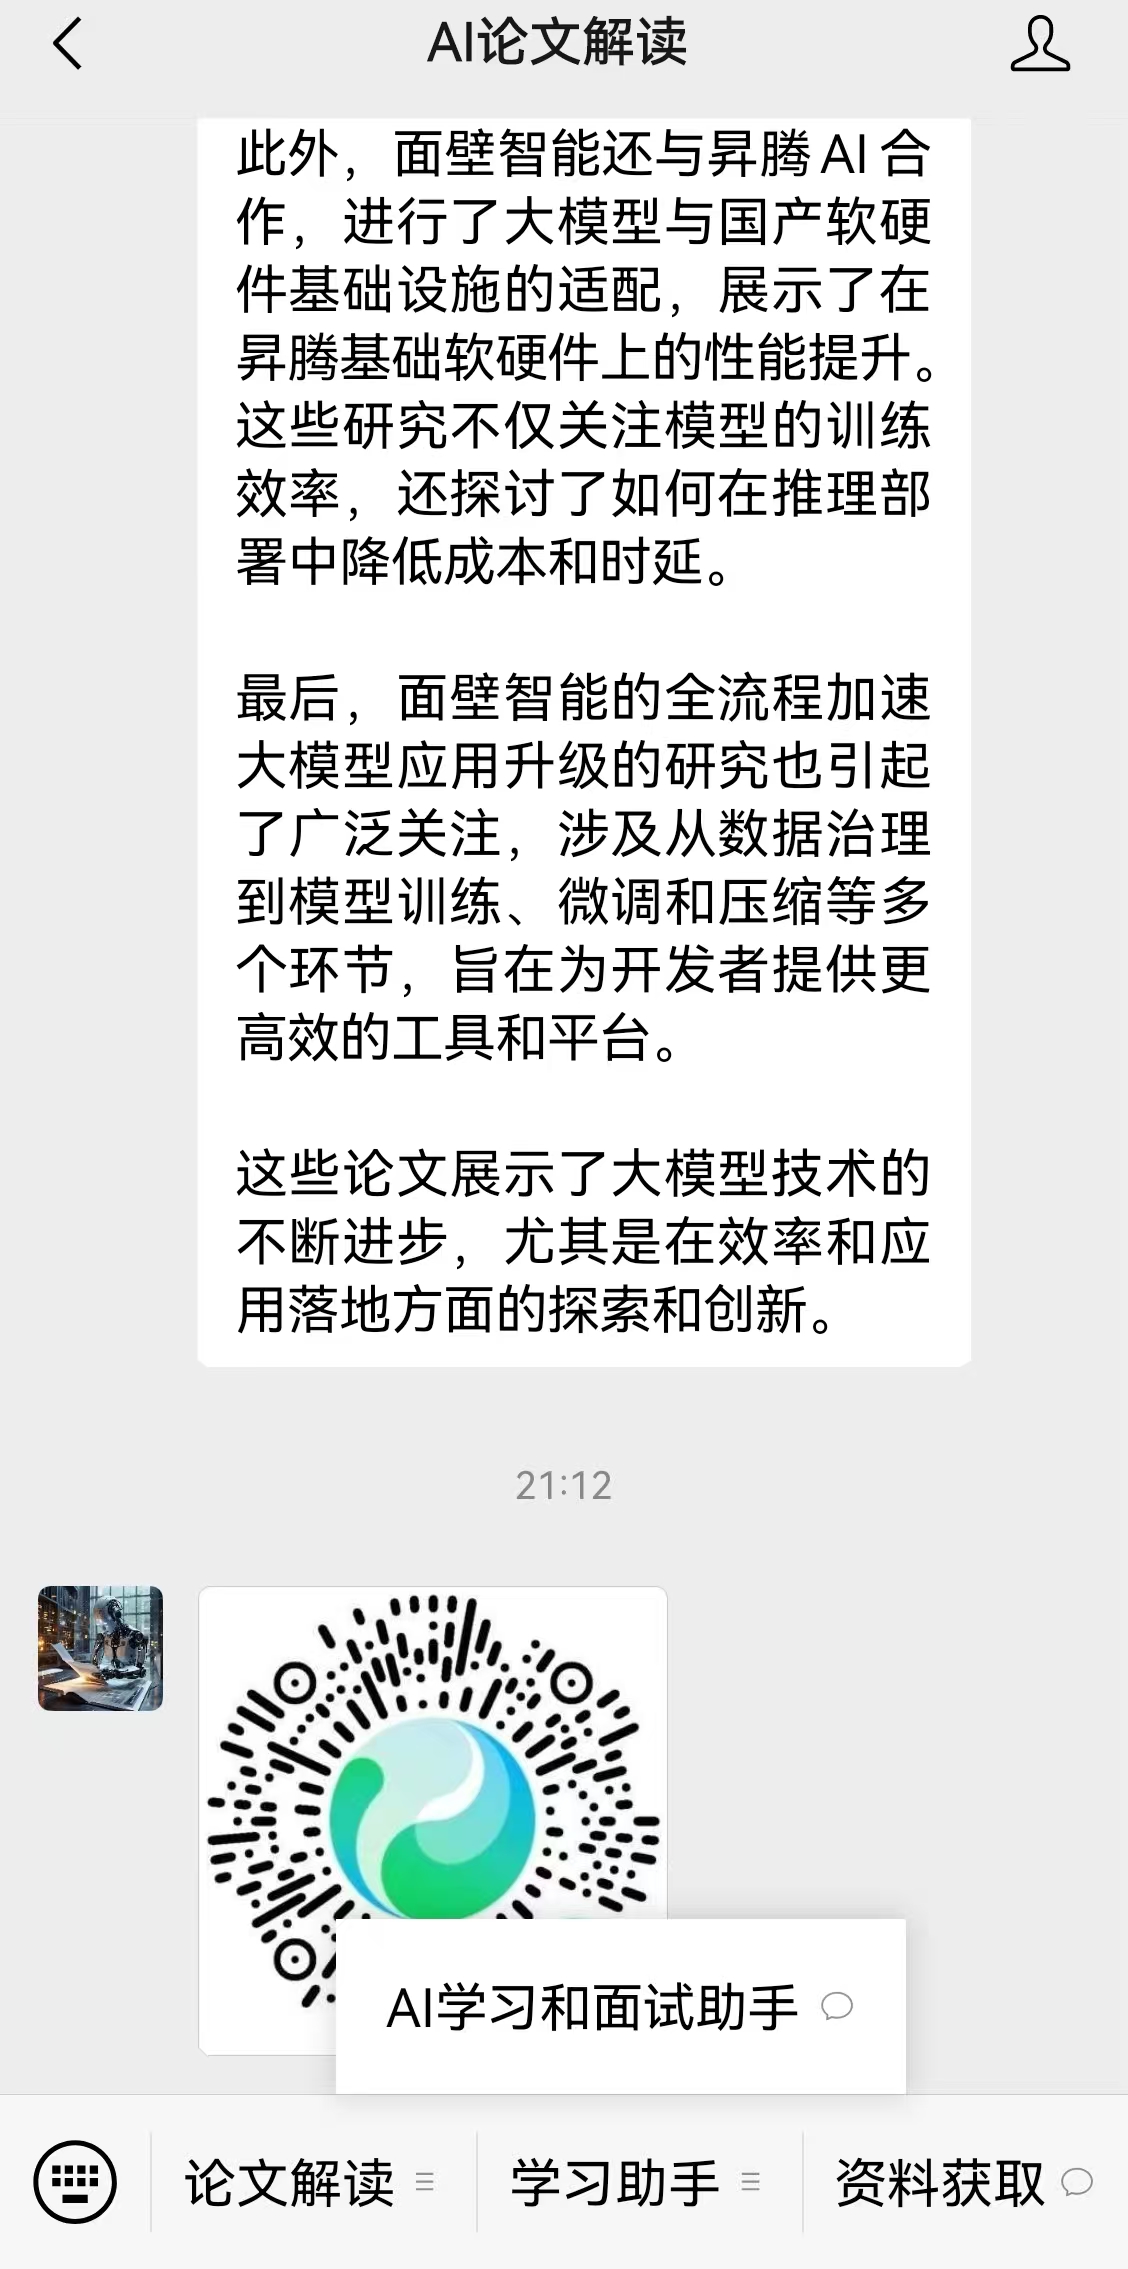 AI论文解读
此外，面壁智能还与昇腾AI合
作，进行了大模型与国产软硬
件基础设施的适配，展示了在
昇腾基础软硬件上的性能提升。
这些研究不仅关注模型的训练
效率，还探讨了如何在推理部
署中降低成本和时延。
最后，面壁智能的全流程加速
大模型应用升级的研究也引起
了广泛关注，涉及从数据治理
到模型训练、微调和压缩等多
个环节，旨在为开发者提供更
高效的工具和平台。
这些论文展示了大模型技术的
不断进步，尤其是在效率和应
用落地方面的探索和创新。
21:12
AI学习和面试助手
论文解读
学习助手
资料获取